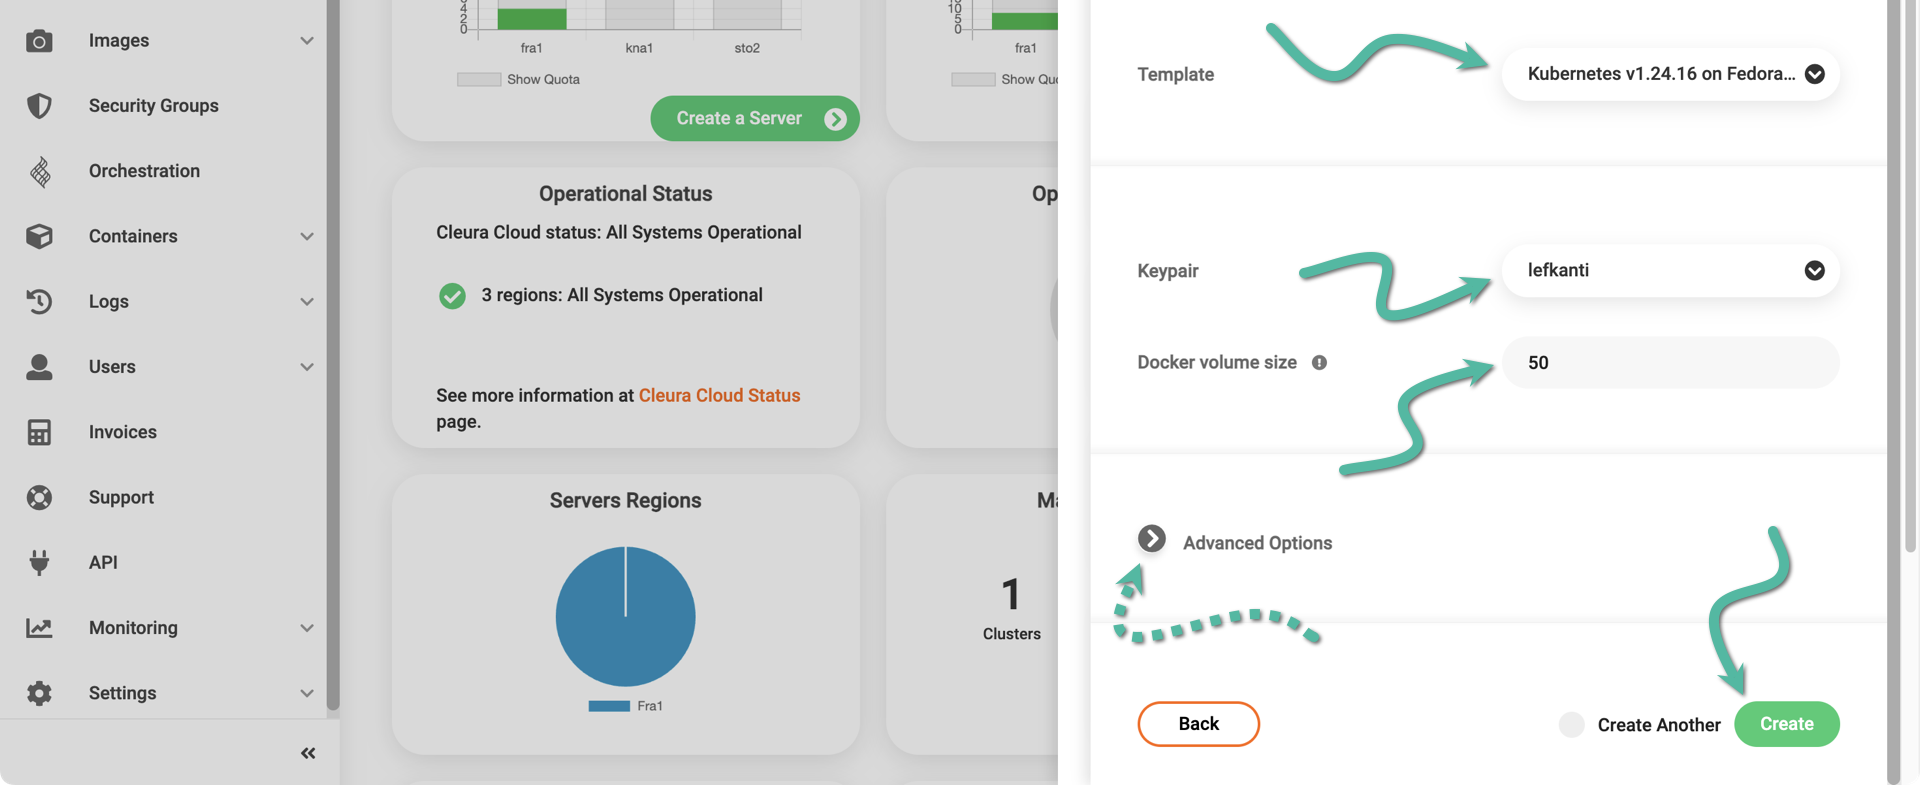 Images
Security Groups
Orchestration
Containers
Logs
Users
Invoices
Support
API
Monitoring
Settings
4
2
0
fra1
kna1
sto2
Show Quota
10
5
0
fra1
Show Quo
Create a Server
Operational Status
Cleura Cloud status: All Systems Operational
3 regions: All Systems Operational
See more information at Cleura Cloud Status
page.
Op
Servers Regions
Fra1
Ma
1
Clusters
Template
Kubernetes v1.24.16 on Fedora...
Keypair
lefkanti
Docker volume size
50
Advanced Options
Back
Create Another
Create